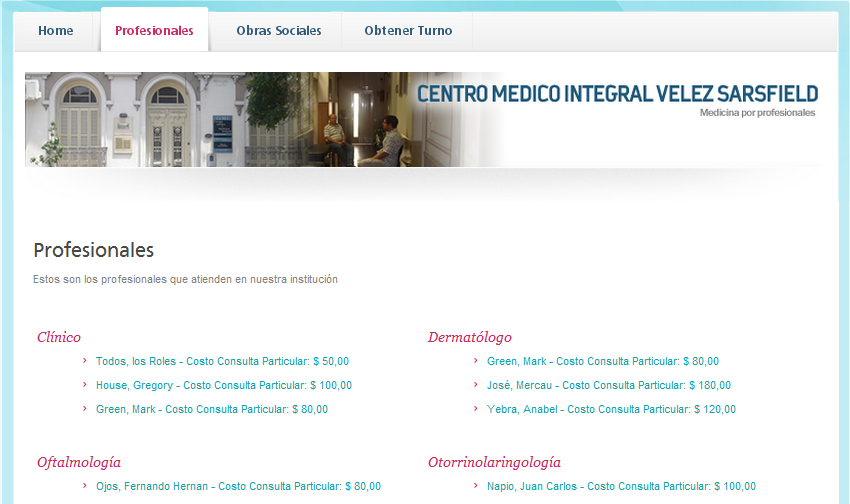 Home
Profesionales
Obras Sociales
Obtener Turno
CENTRO MEDICO INTEGRAL VELEZ SARSFIELD
Medicina por profesionales
Profesionales
Estos son los profesionales que atienden en nuestra institución
Clínico
Todos, los Roles - Costo Consulta Particular: $ 50,00
House, Gregory - Costo Consulta Particular: $ 100,00
Green, Mark - Costo Consulta Particular: $ 80,00
Dermatólogo
Green, Mark - Costo Consulta Particular: $ 80,00
José, Mercau - Costo Consulta Particular: $ 180,00
Yebra, Anabel - Costo Consulta Particular: $ 120,00
Oftalmología
Ojos, Fernando Hernan - Costo Consulta Particular: $ 80,00
Otorrinolaringología
Napio, Juan Carlos - Costo Consulta Particular: $ 100,00